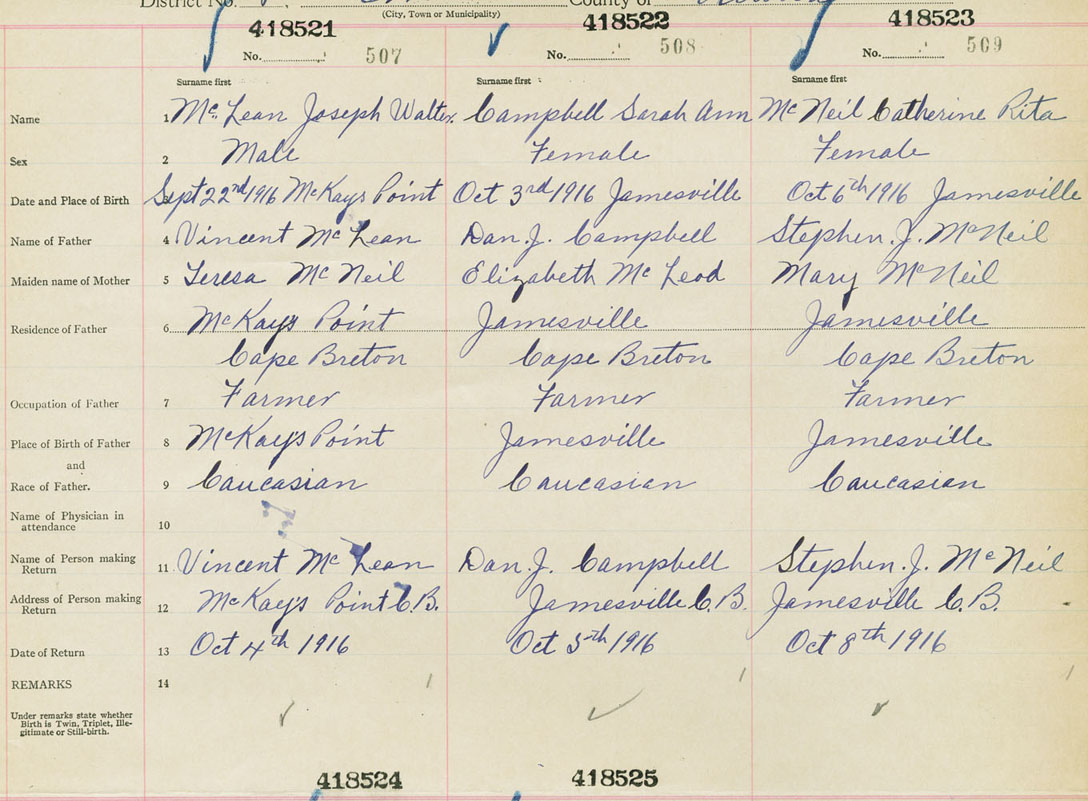 District No. County of
(City, Town or Municipality)
418521 418522 418523
No. 507 No. 508 No. 509
Surname first Surname first Surname first
Name 1 McLean Joseph Walter Campbell Sarah Ann McNeil Catherine Rita
Sex 2 Male Female Female
Date and Place of Birth 3 Sept 22nd 1916 McKays Point Oct 3rd 1916 Jamesville Oct 6th 1916 Jamesville
Name of Father 4 Vincent McLean Dan. J. Campbell Stephen. J. McNeil
Maiden name of Mother 5 Teresa McNeil Elizabeth McLeod Mary McNeil
Residence of Father 6 McKays Point Jamesville Jamesville
Cape Breton Cape Breton Cape Breton
Occupation of Father 7 Farmer Farmer Farmer
Place of Birth of Father 8 McKay's Point Jamesville Jamesville
and
Race of Father. 9 Caucasian Caucasian Caucasian
Name of Physician in
attendance 10
Name of Person making
Return 11 Vincent McLean Dan. J. Campbell Stephen. J. McNeil
Address of Person making
Return 12 McKay's Point C.B. Jamesville C.B. Jamesville C.B.
Date of Return 13 Oct 4th 1916 Oct 5th 1916 Oct 8th 1916
REMARKS 14
Under remarks state whether
Birth is Twin, Triplet, Ille-
gitimate or Still-birth.
418524 418525